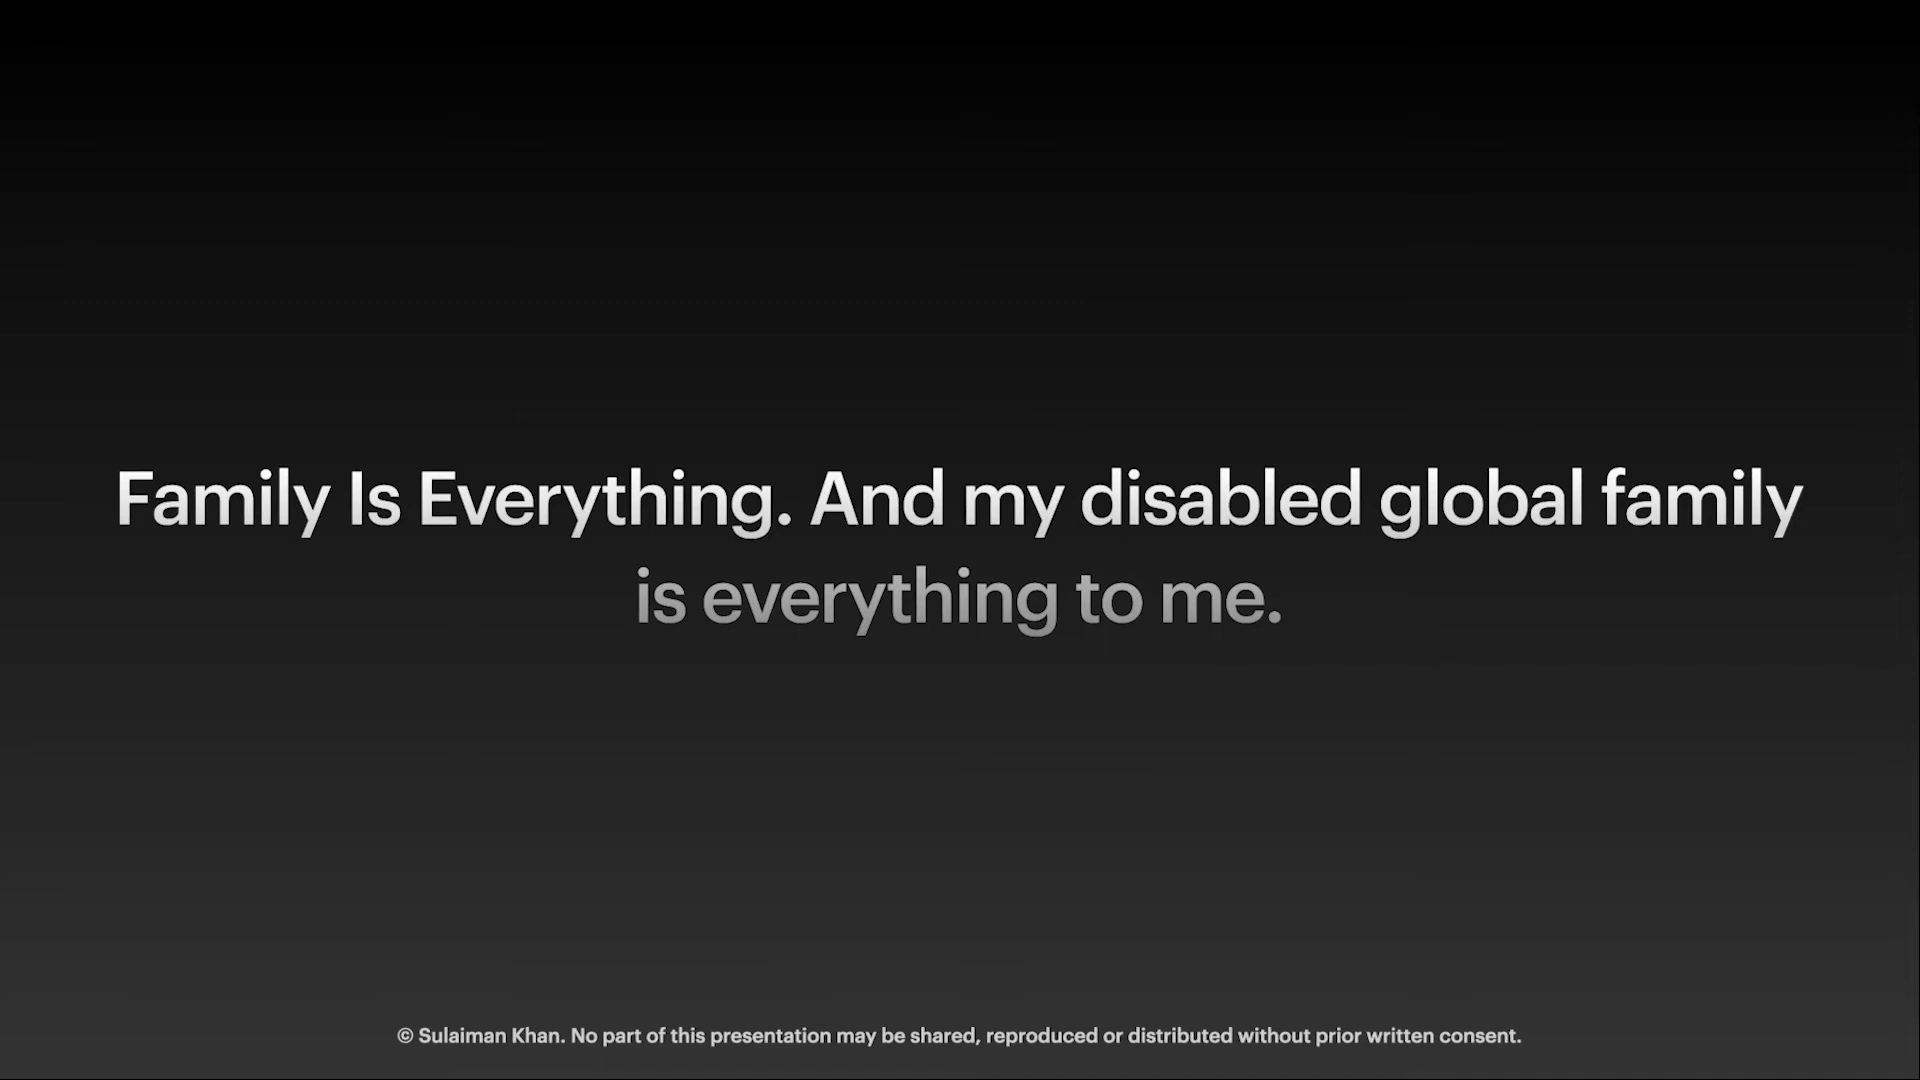 Family Is Everything. And my disabled global family
is everything to me.
© Sulaiman Khan. No part of this presentation may be shared, reproduced or distributed without prior written consent.